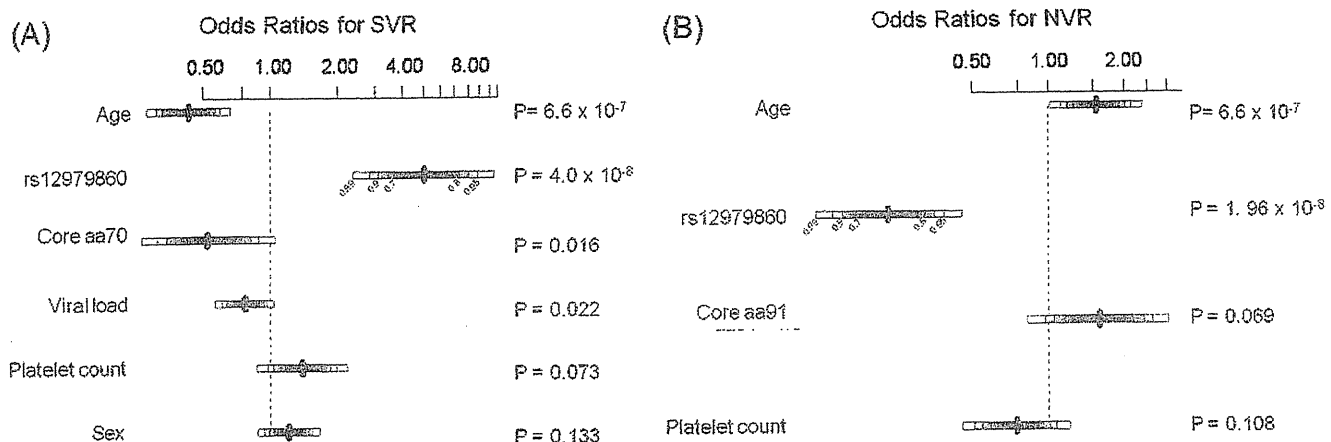 (A)
Odds Ratios for SVR
0.50 1.00 2.00 4.00 8.00
Age P= 6.6 x 10-7
rs12979860 P = 4.0 x 10-8
Core aa70 P = 0.016
Viral load P = 0.022
Platelet count P = 0.073
Sex P = 0.133
(B)
Odds Ratios for NVR
0.50 1.00 2.00
Age P= 6.6 x 10-7
rs12979860 P = 1. 96 x 10-8
Core aa91 P = 0.069
Platelet count P = 0.108